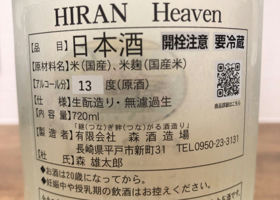 HIRAN Heaven
品目 日本酒 開栓注意 要冷蔵
【原材料名】米(国産)、米麹(国産米)
【アルコール分】 13 度(原酒)
【仕様】生酛造り・無濾過生
【内容量】720ml
「継(つな)ぎ絆(つな)がる酒造り」
【製造者】有限会社 森酒造場
長崎県平戸市新町31 TEL0950-23-3131
【杜氏】森 雄太郎
●お酒は20歳になってから。
●妊娠中や授乳期の飲酒はお控えください。